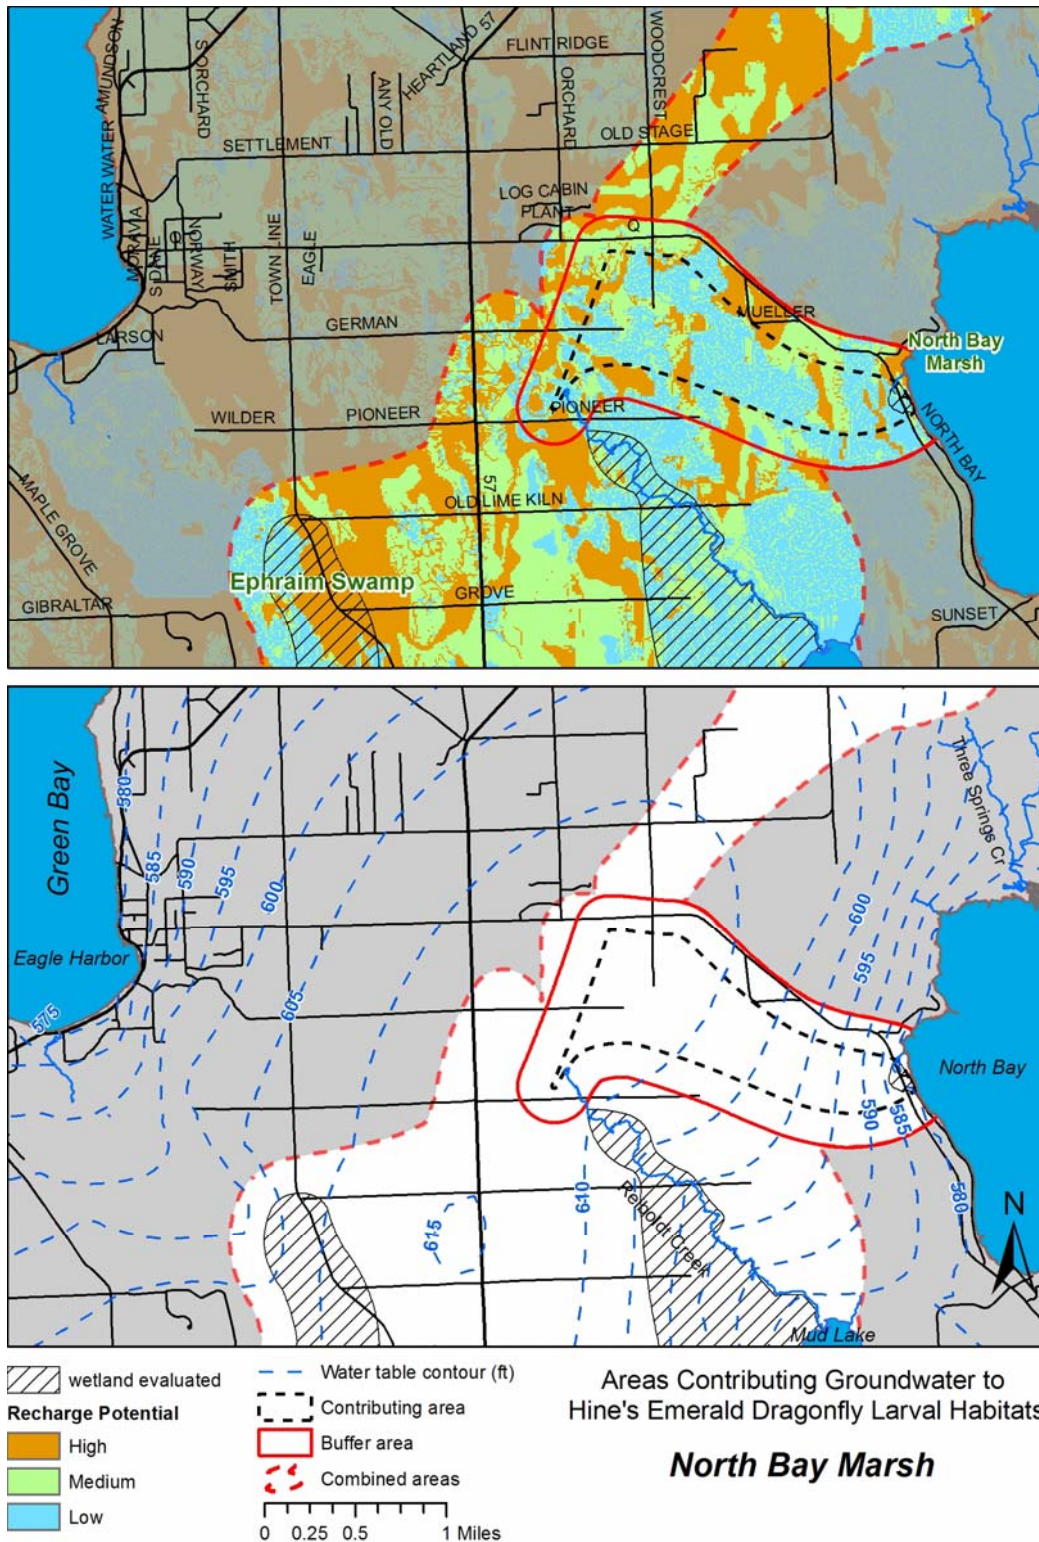 HEARTLAND 57
FLINT RIDGE
WOODCREST
AMUNDSON
S ORCHARD
ANY OLD
ORCHARD
OLD STAGE
SETTLEMENT
WATER WATER
LOG CABIN
PLANT
MORAVIA
S DANE
Q
NORWAY
SMITH
TOWN LINE
EAGLE
Q
GERMAN
MUELLER
LARSON
North Bay
Marsh
WILDER
PIONEER
PIONEER
NORTH BAY
MAPLE GROVE
57
OLD LIME KILN
Ephraim Swamp
GROVE
GIBRALTAR
SUNSET
Green Bay
580
585
590
595
600
Three Springs Cr
600
595
Eagle Harbor
575
605
North Bay
590
585
580
610
615
Reiboldt Creek
N
Mud Lake
wetland evaluated
Recharge Potential
High
Medium
Low
Water table contour (ft)
Contributing area
Buffer area
Combined areas
0 0.25 0.5 1 Miles
Areas Contributing Groundwater to
Hine's Emerald Dragonfly Larval Habitats
North Bay Marsh